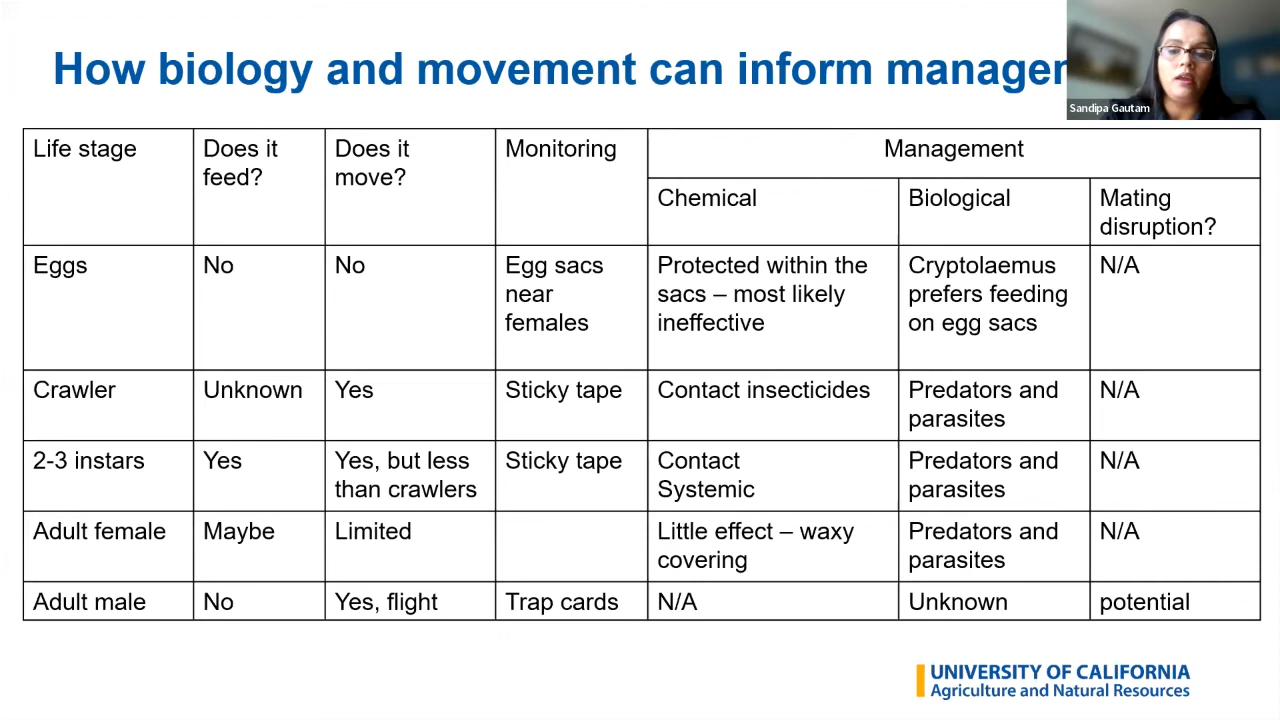 How biology and movement can inform manager
Sandipa Gautam
Life stage
Does it
feed?
Does it
move?
Monitoring
Management
Chemical
Biological
Mating
disruption?
Eggs
No
No
Egg sacs
near
females
Protected within the
sacs – most likely
ineffective
Cryptolaemus
prefers feeding
on egg sacs
N/A
Crawler
Unknown
Yes
Sticky tape
Contact insecticides
Predators and
parasites
N/A
2-3 instars
Yes
Yes, but less
than crawlers
Sticky tape
Contact
Systemic
Predators and
parasites
N/A
Adult female
Maybe
Limited
Little effect – waxy
covering
Predators and
parasites
N/A
Adult male
No
Yes, flight
Trap cards
N/A
Unknown
potential
UNIVERSITY OF CALIFORNIA
Agriculture and Natural Resources